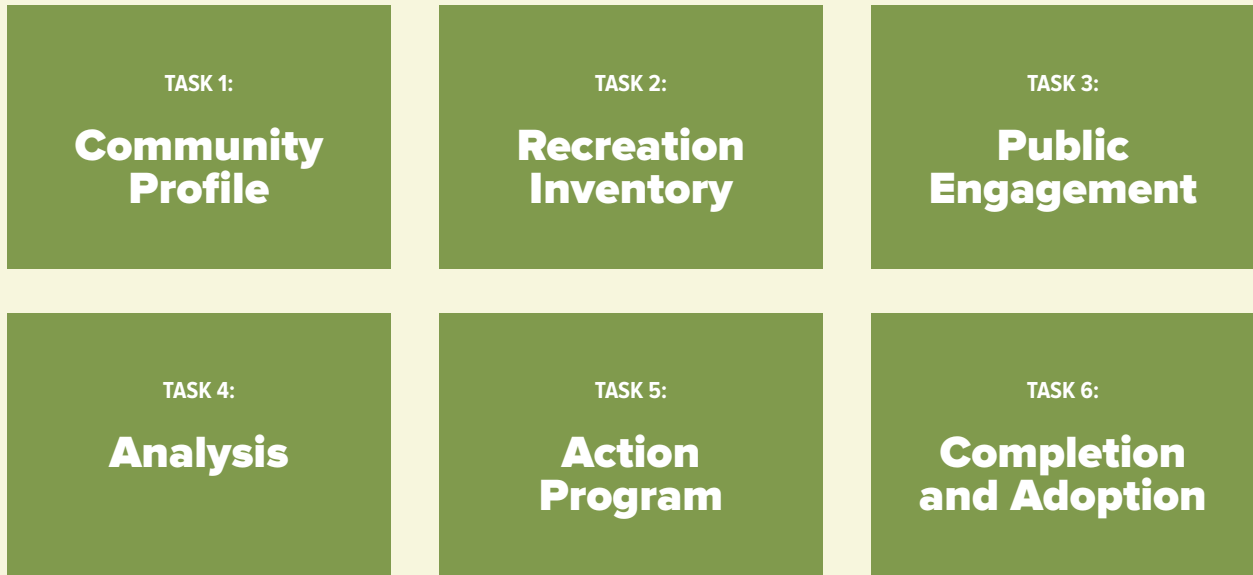 TASK 1:
Community
Profile
TASK 2:
Recreation
Inventory
TASK 3:
Public
Engagement
TASK 4:
Analysis
TASK 5:
Action
Program
TASK 6:
Completion
and Adoption